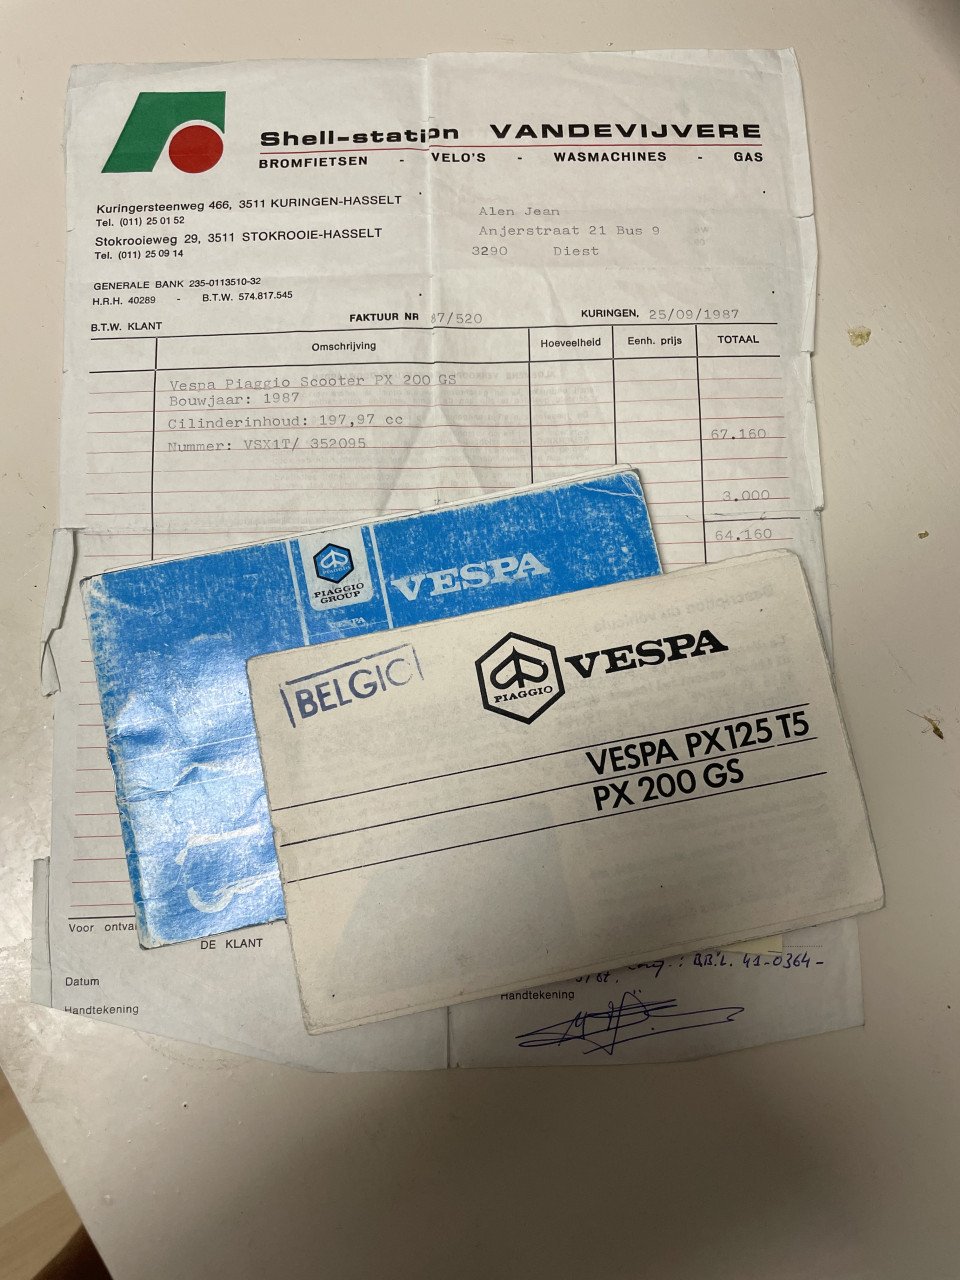 Shell-station VANDEVIJVERE
BROMFIETSEN - VELO'S - WASMACHINES - GAS
Kuringersteenweg 466, 3511 KURINGEN-HASSELT
Tel. (011) 25 01 52
Stokrooieweg 29, 3511 STOKROOIE-HASSELT
Tel. (011) 25 09 14
Alen Jean
Anjerstraat 21 Bus 9
3290 Diest
GENERALE BANK 235-0113510-32
H.R.H. 40289 - B.T.W. 574.817.545
B.T.W. KLANT
FAKTUUR NR 87/520
KURINGEN, 25/09/1987
Omschrijving Hoeveelheid Eenh. prijs TOTAAL
Vespa Piaggio Scooter PX 200 GS
Bouwjaar: 1987
Cilinderinhoud: 197,97 cc
Nummer: VSX1T/ 352095
67.160
3.000
64.160
PIAGGIO
GROUP
VESPA
VESPA
BELGIC
PIAGGIO
VESPA
VESPA PX125 T5
PX 200 GS
Voor
DE KLANT
Datum
Handtekening
41-0364-
Handtekening